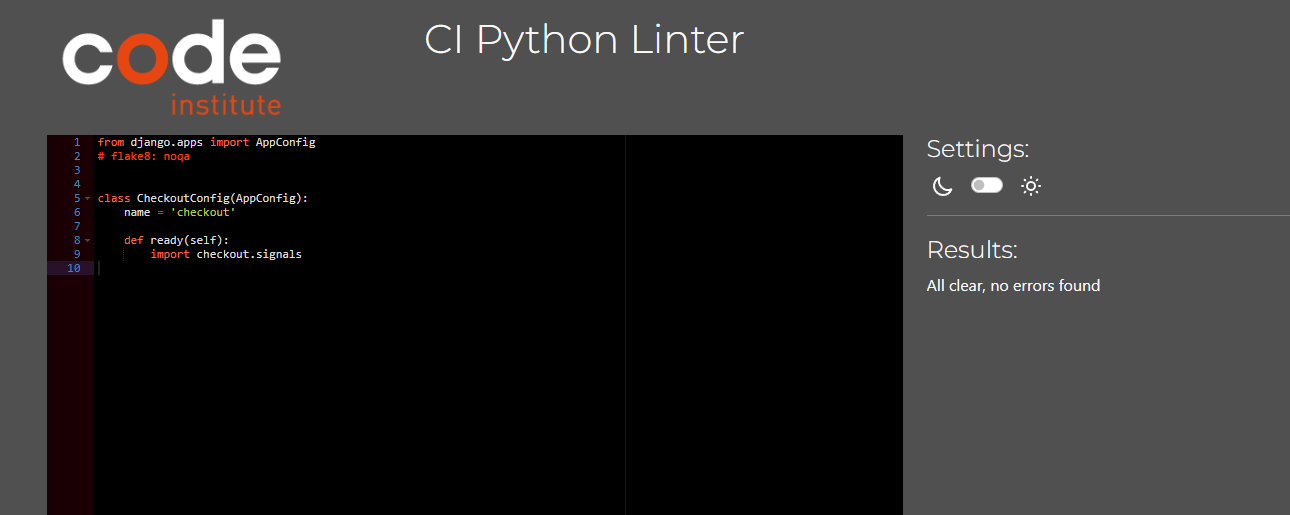 code
institute
CI Python Linter
1 from django.apps import AppConfig
2 # flake8: noqa
3
4
5 class CheckoutConfig(AppConfig):
6     name = 'checkout'
7
8     def ready(self):
9         import checkout.signals
10
Settings:
Results:
All clear, no errors found